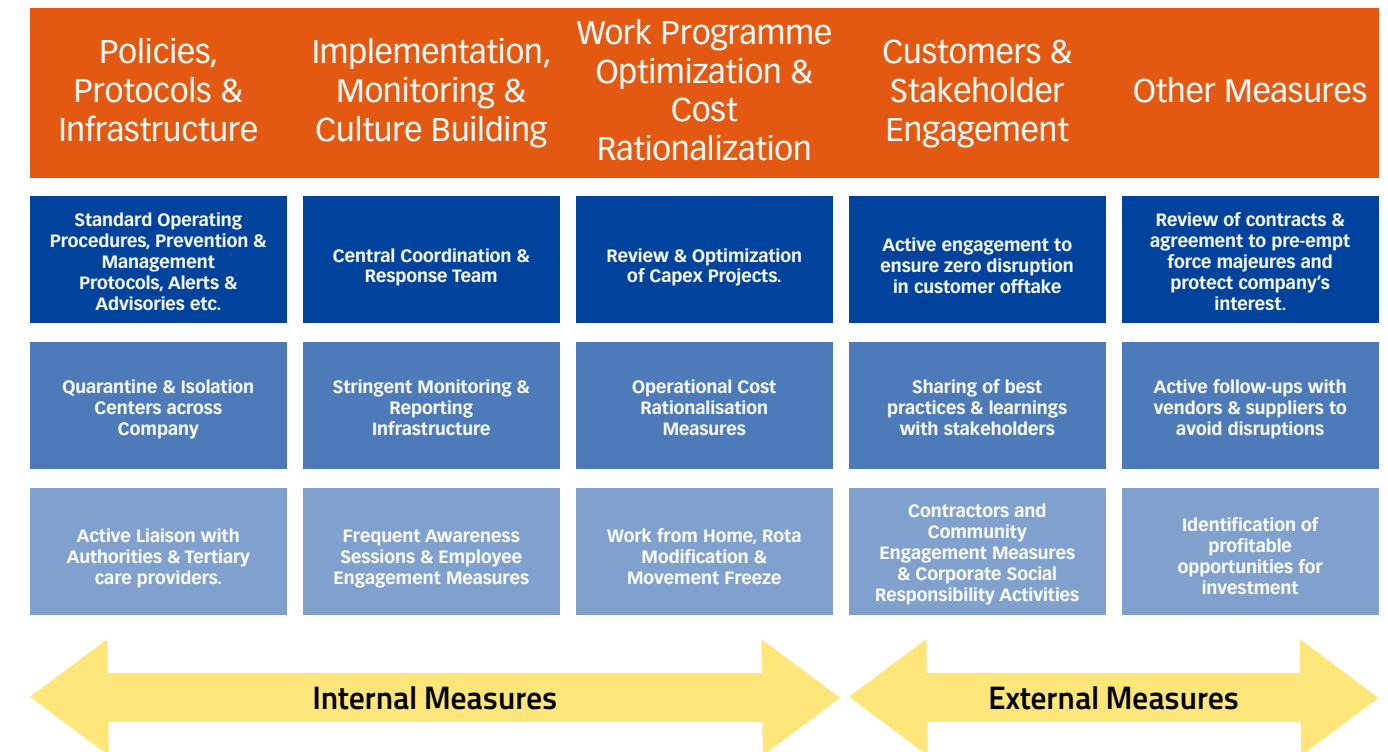 Policies,
Protocols &
Infrastructure
Implementation,
Monitoring &
Culture Building
Work Programme
Optimization &
Cost
Rationalization
Customers &
Stakeholder
Engagement
Other Measures
Standard Operating
Procedures, Prevention &
Management
Protocols, Alerts &
Advisories etc.
Central Coordination &
Response Team
Review & Optimization
of Capex Projects.
Active engagement to
ensure zero disruption
in customer offtake
Review of contracts &
agreement to pre-empt
force majeures and
protect company's
interest.
Quarantine & Isolation
Centers across
Company
Stringent Monitoring &
Reporting
Infrastructure
Operational Cost
Rationalisation
Measures
Sharing of best
practices & learnings
with stakeholders
Active follow-ups with
vendors & suppliers to
avoid disruptions
Active Liaison with
Authorities & Tertiary
care providers.
Frequent Awareness
Sessions & Employee
Engagement Measures
Work from Home, Rota
Modification &
Movement Freeze
Contractors and
Community
Engagement Measures
& Corporate Social
Responsibility Activities
Identification of
profitable
opportunities for
investment
Internal Measures
External Measures